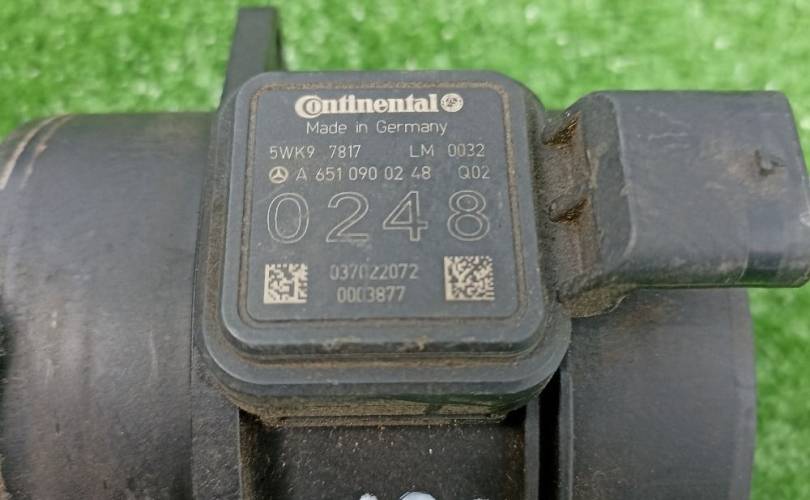 Continental
Made in Germany
5WK9 7817 LM 0032
A 651 090 02 48 Q02
0248
037022072
0003877